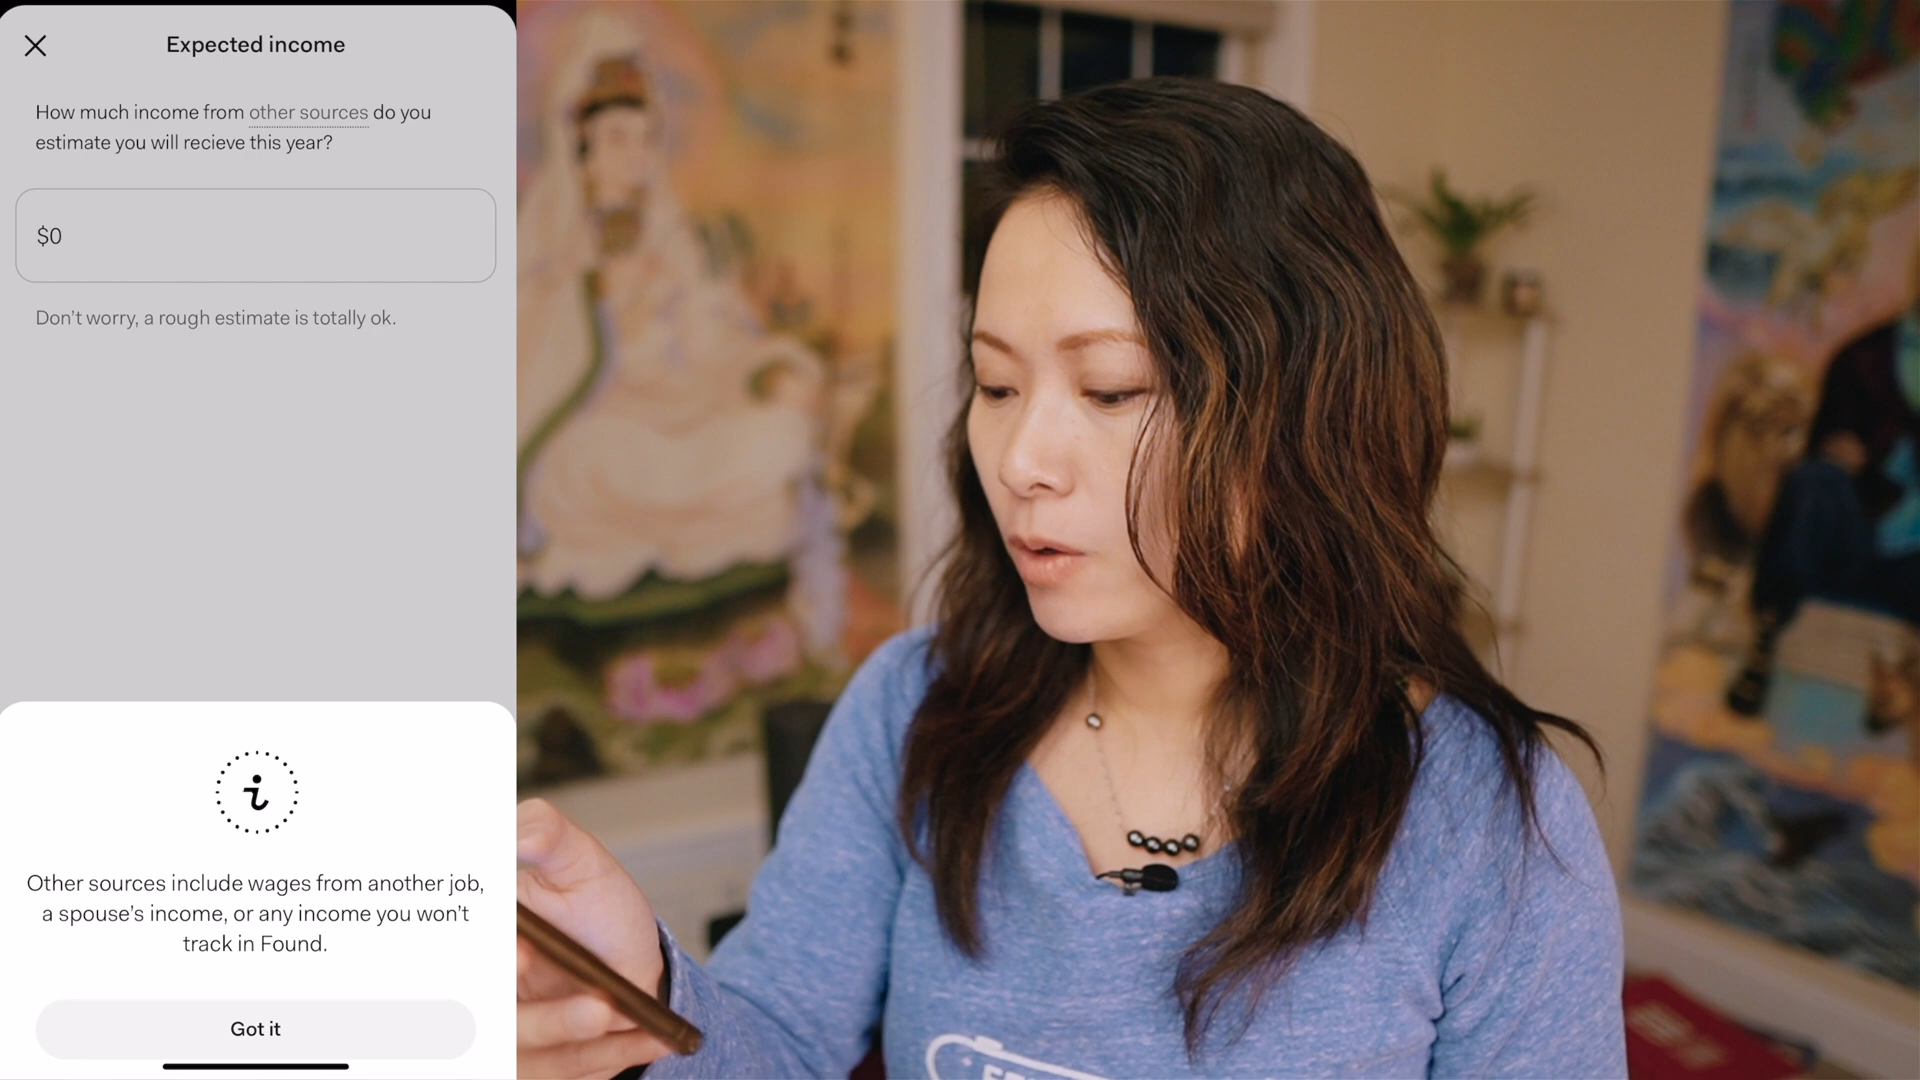 Expected income
How much income from other sources do you
estimate you will recieve this year?
$0
Don't worry, a rough estimate is totally ok.
Other sources include wages from another job,
a spouse's income, or any income you won't
track in Found.
Got it